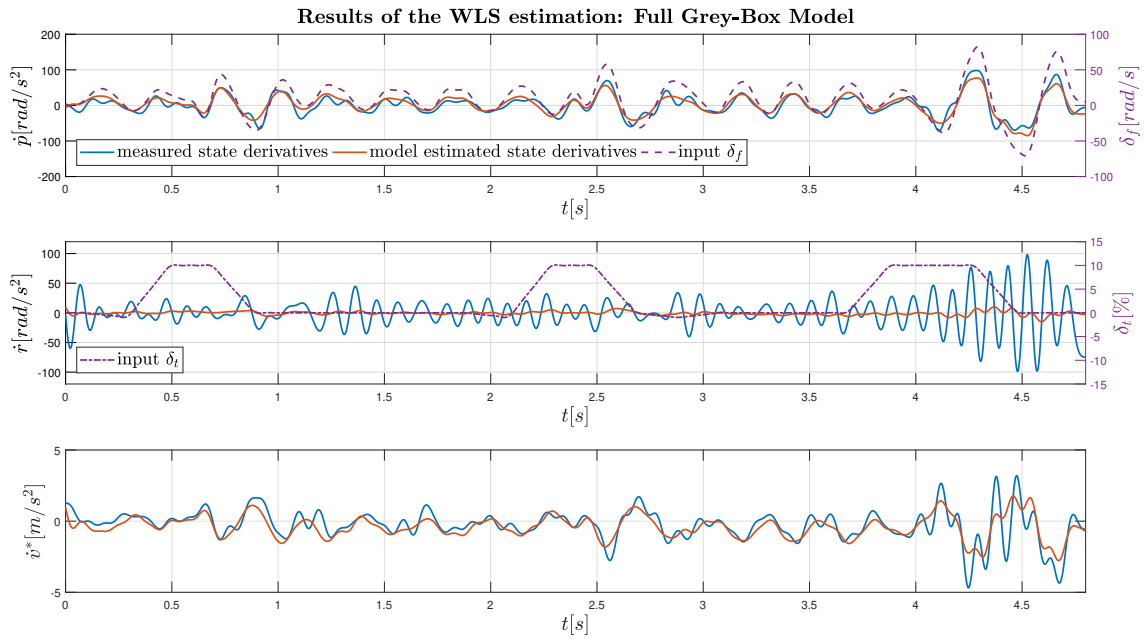 Results of the WLS estimation: Full Grey-Box Model
200
100
0
-100
-200
ṗ[rad/s²]
100
50
0
-50
-100
δ_f[rad/s]
measured state derivatives
model estimated state derivatives
input δ_f
0 0.5 1 1.5 2 2.5 3 3.5 4 4.5
t[s]
100
50
0
-50
-100
ṙ[rad/s²]
15
10
5
0
-5
-10
-15
δ_t[%]
input δ_t
0 0.5 1 1.5 2 2.5 3 3.5 4 4.5
t[s]
5
0
-5
v̇*[m/s²]
0 0.5 1 1.5 2 2.5 3 3.5 4 4.5
t[s]